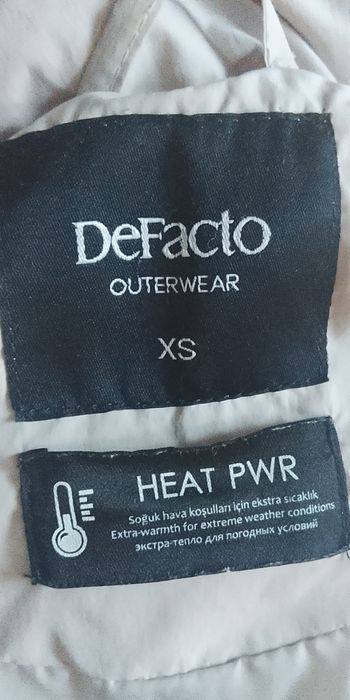 DeFacto
OUTERWEAR
XS
HEAT PWR
Soğuk hava koşulları için ekstra sıcaklık
Extra-warmth for extreme weather conditions
экстра-тепло для погодных условий